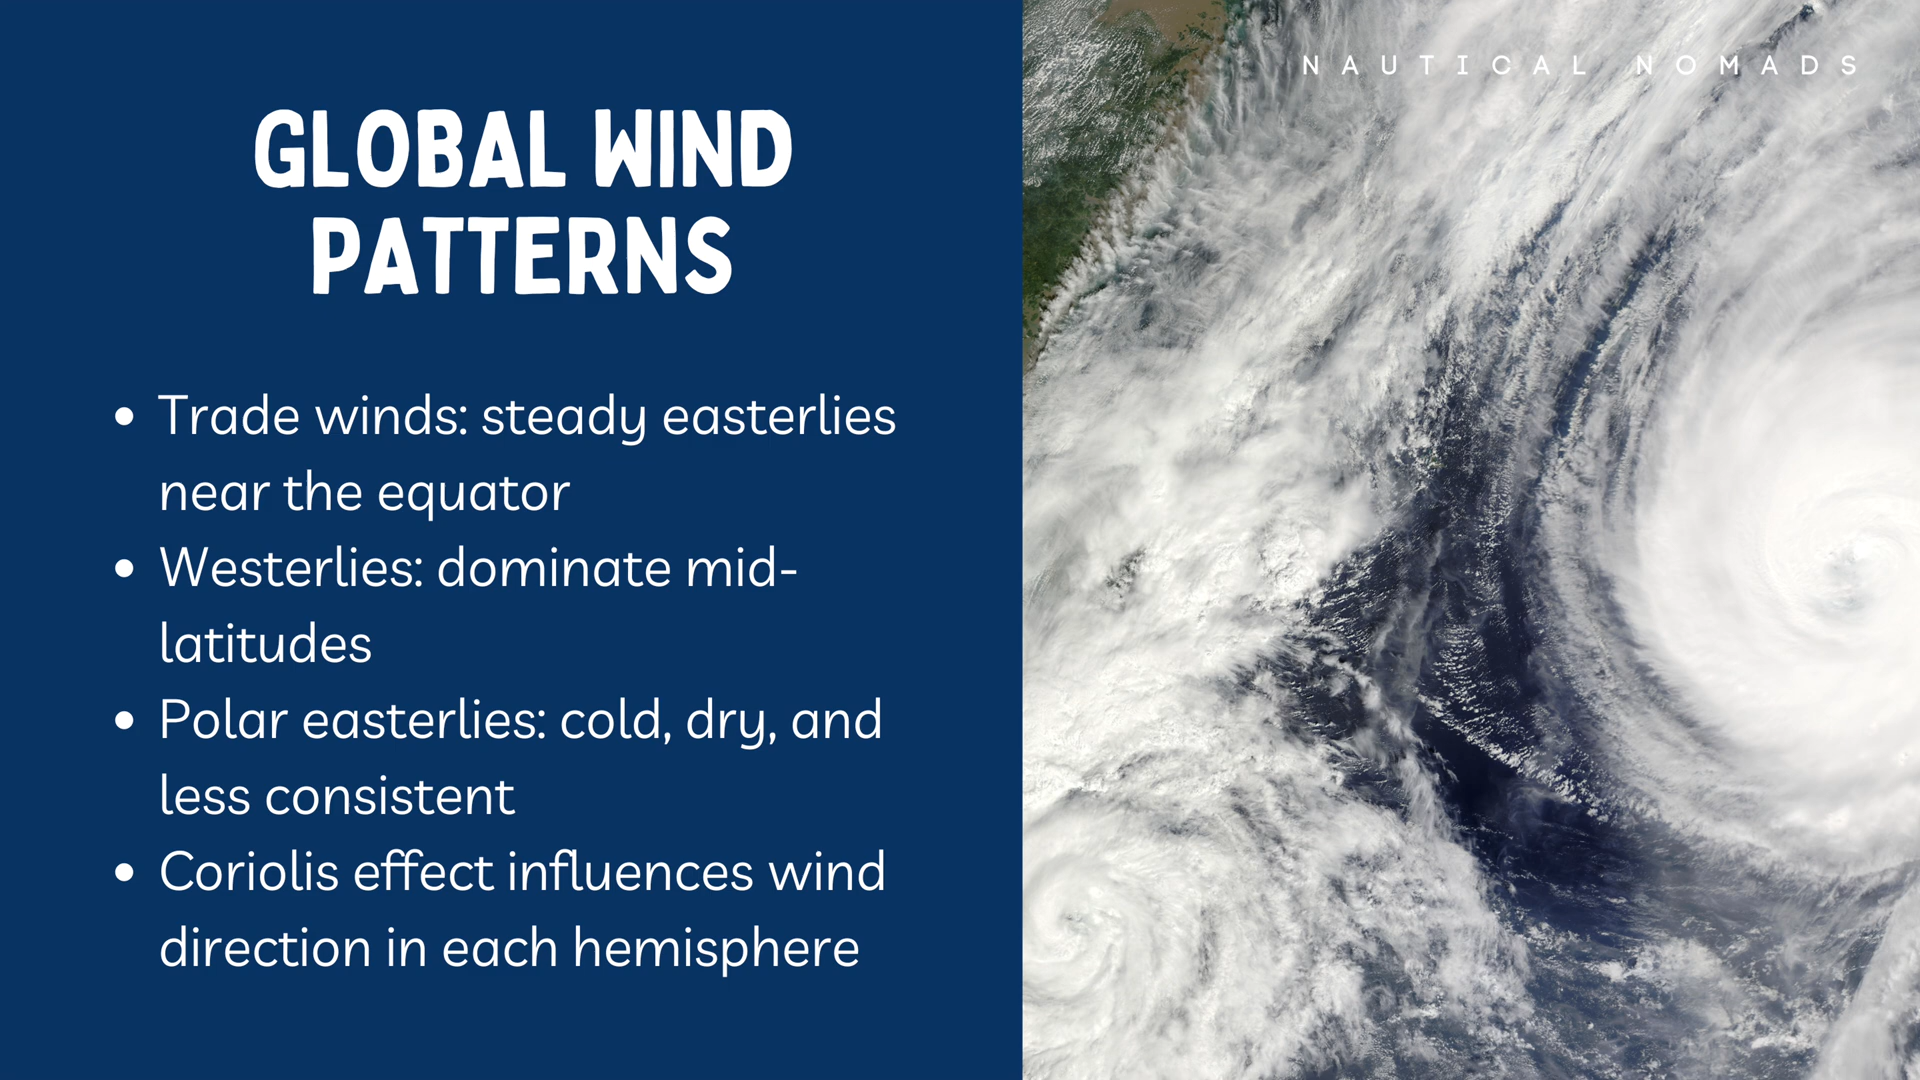 NAUTICAL NOMADS
GLOBAL WIND
PATTERNS
• Trade winds: steady easterlies
near the equator
• Westerlies: dominate mid-
latitudes
• Polar easterlies: cold, dry, and
less consistent
• Coriolis effect influences wind
direction in each hemisphere